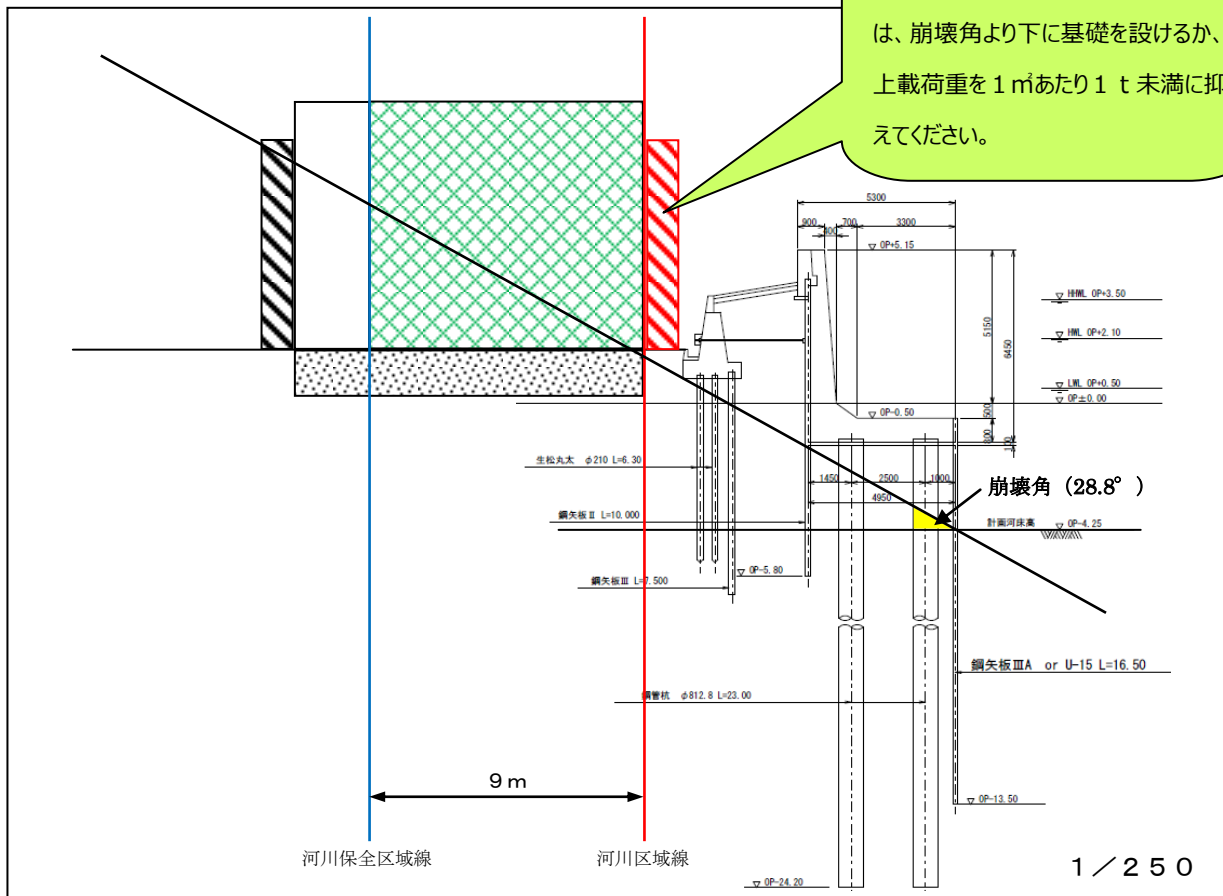 は、崩壊角より下に基礎を設けるか、
上載荷重を1㎡あたり1t未満に抑
えてください。
5300
900
700
3300
400
OP+5.15
HHWL OP+3.50
5150
6450
HWL OP+2.10
LWL OP+0.50
OP±0.00
OP-0.50
500
800
100
生松丸太 φ210 L=6.30
1450
2500
1000
崩壊角（28.8°）
4950
鋼矢板Ⅱ L=10.000
計画河床高 OP-4.25
OP-5.80
鋼矢板Ⅲ L=7.500
鋼矢板ⅢA or U-15 L=16.50
鋼管杭 φ812.8 L=23.00
9m
OP-13.50
河川保全区域線
河川区域線
1／250
OP-24.20